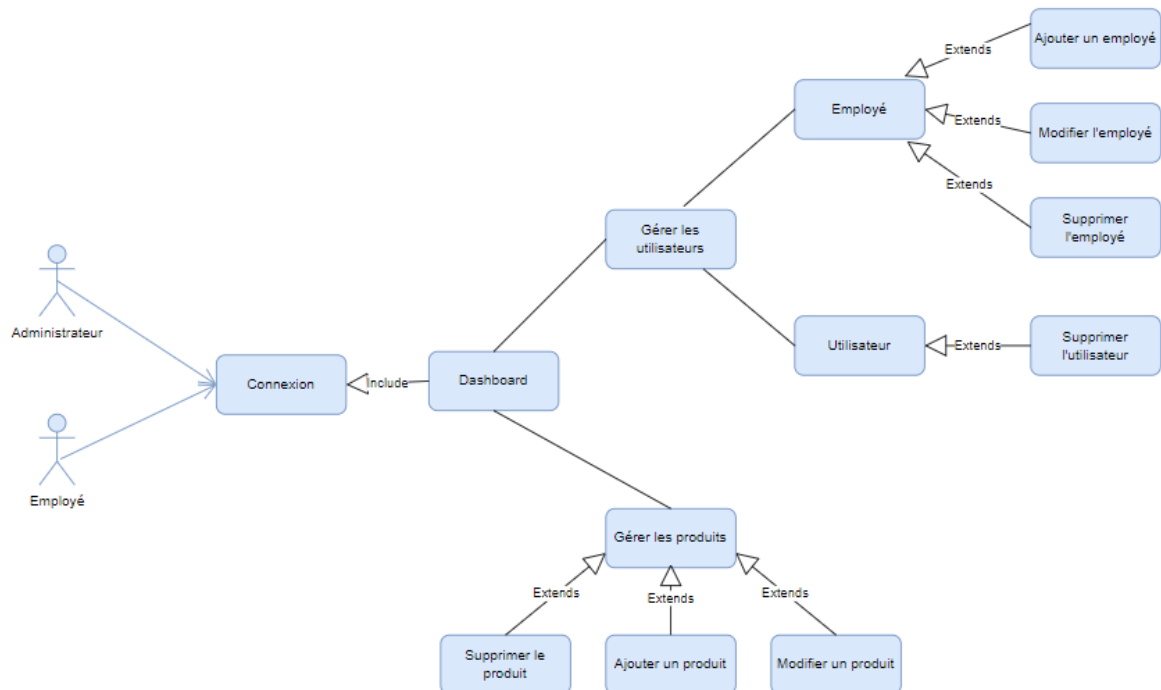 Ajouter un employé
Extends
Employé
Extends
Modifier l'employé
Extends
Supprimer
l'employé
Gérer les
utilisateurs
Administrateur
Utilisateur
Extends
Supprimer
l'utilisateur
Connexion
Include
Dashboard
Employé
Gérer les produits
Extends
Extends
Extends
Supprimer le
produit
Ajouter un produit
Modifier un produit